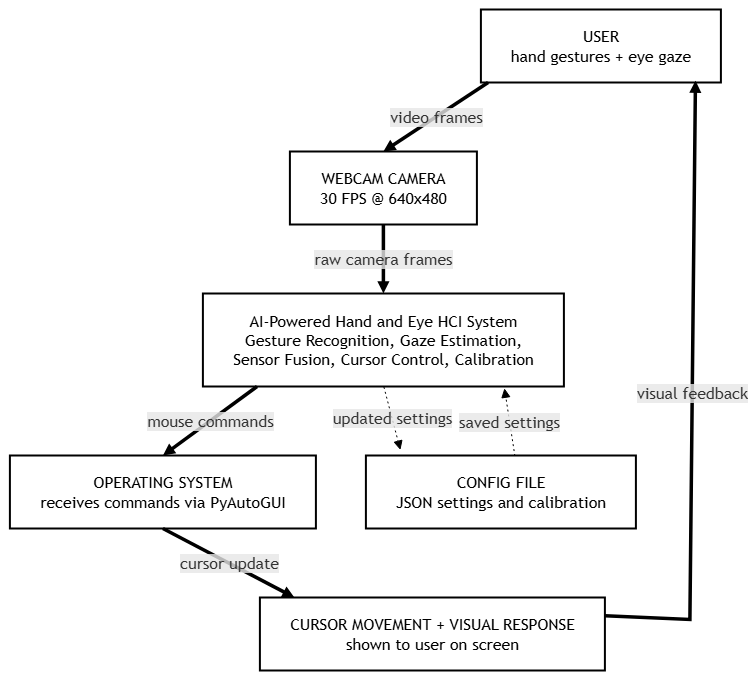 USER
hand gestures + eye gaze
video frames
WEBCAM CAMERA
30 FPS @ 640x480
raw camera frames
AI-Powered Hand and Eye HCI System
Gesture Recognition, Gaze Estimation,
Sensor Fusion, Cursor Control, Calibration
visual feedback
mouse commands
updated settings
saved settings
OPERATING SYSTEM
receives commands via PyAutoGUI
CONFIG FILE
JSON settings and calibration
cursor update
CURSOR MOVEMENT + VISUAL RESPONSE
shown to user on screen